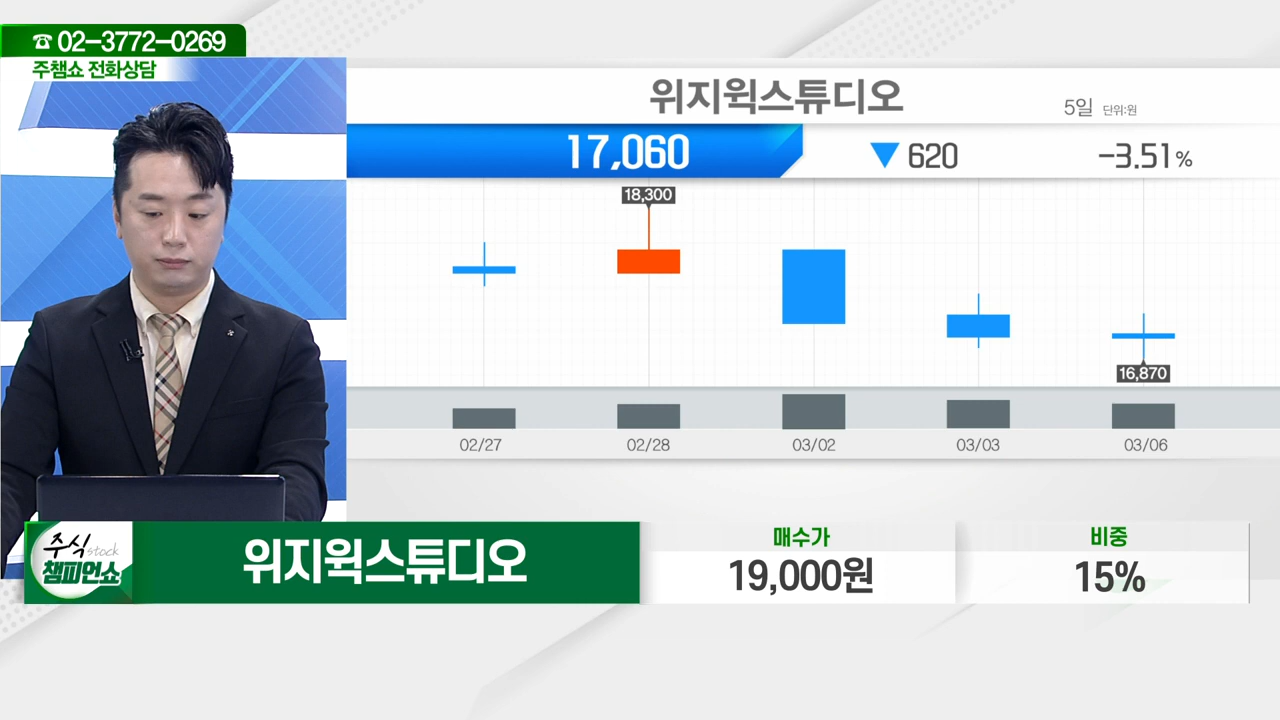 ☎ 02-3772-0269
주챔쇼 전화상담
위지윅스튜디오
5일 단위:원
17,060 ▼ 620 -3.51%
18,300
16,870
02/27 02/28 03/02 03/03 03/06
주식 stock
챔피언쇼
위지윅스튜디오
매수가
19,000원
비중
15%